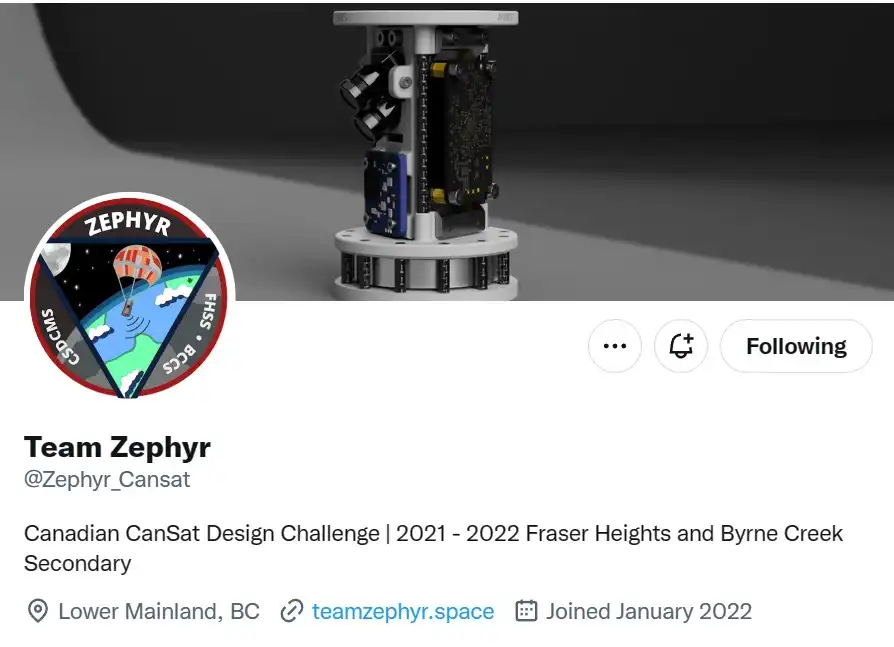 ZEPHYR
CSDCMS
FHSS • BCCS
Following
Team Zephyr
@Zephyr_Cansat
Canadian CanSat Design Challenge | 2021 - 2022 Fraser Heights and Byrne Creek
Secondary
Lower Mainland, BC teamzephyr.space Joined January 2022